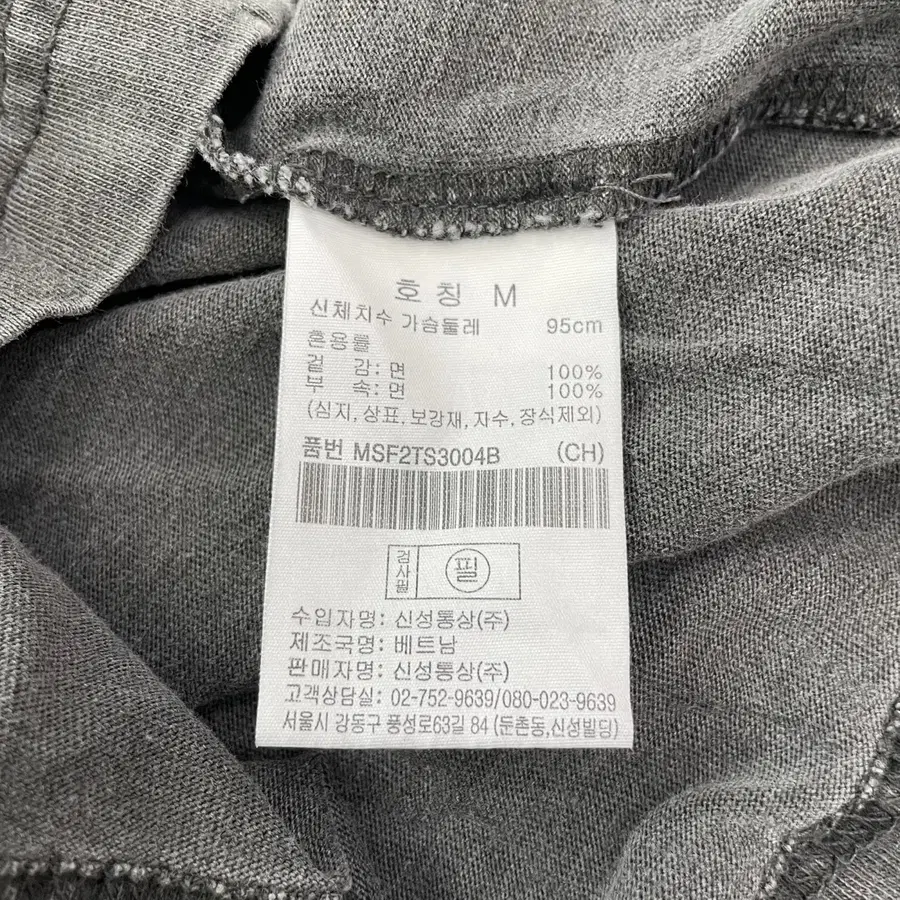 호칭 M
신체치수 가슴둘레 95cm
혼용률
겉 감: 면 100%
부 속: 면 100%
(심지, 상표, 보강재, 자수, 장식제외)
품번 MSF2TS3004B (CH)
검사필 필
수입자명: 신성통상(주)
제조국명: 베트남
판매자명: 신성통상(주)
고객상담실: 02-752-9639/080-023-9639
서울시 강동구 풍성로63길 84 (둔촌동,신성빌딩)